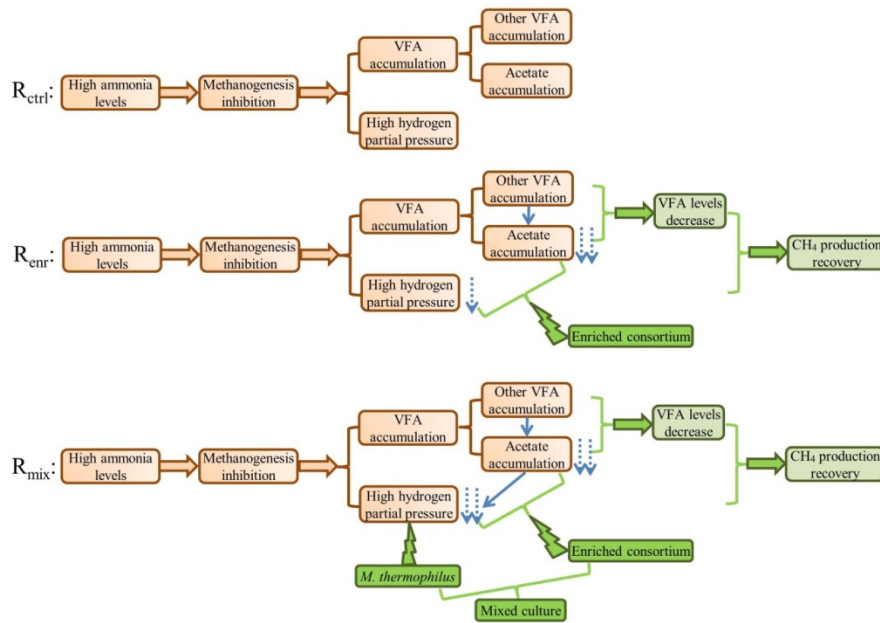 Other VFA
accumulation
VFA
accumulation
R_ctrl:
High ammonia
levels
Methanogenesis
inhibition
Acetate
accumulation
High hydrogen
partial pressure
Other VFA
accumulation
VFA levels
decrease
VFA
accumulation
R_enr:
High ammonia
levels
Methanogenesis
inhibition
Acetate
accumulation
CH₄ production
recovery
High hydrogen
partial pressure
Enriched consortium
Other VFA
accumulation
VFA levels
decrease
VFA
accumulation
R_mix:
High ammonia
levels
Methanogenesis
inhibition
Acetate
accumulation
CH₄ production
recovery
High hydrogen
partial pressure
Enriched consortium
M. thermophilus
Mixed culture